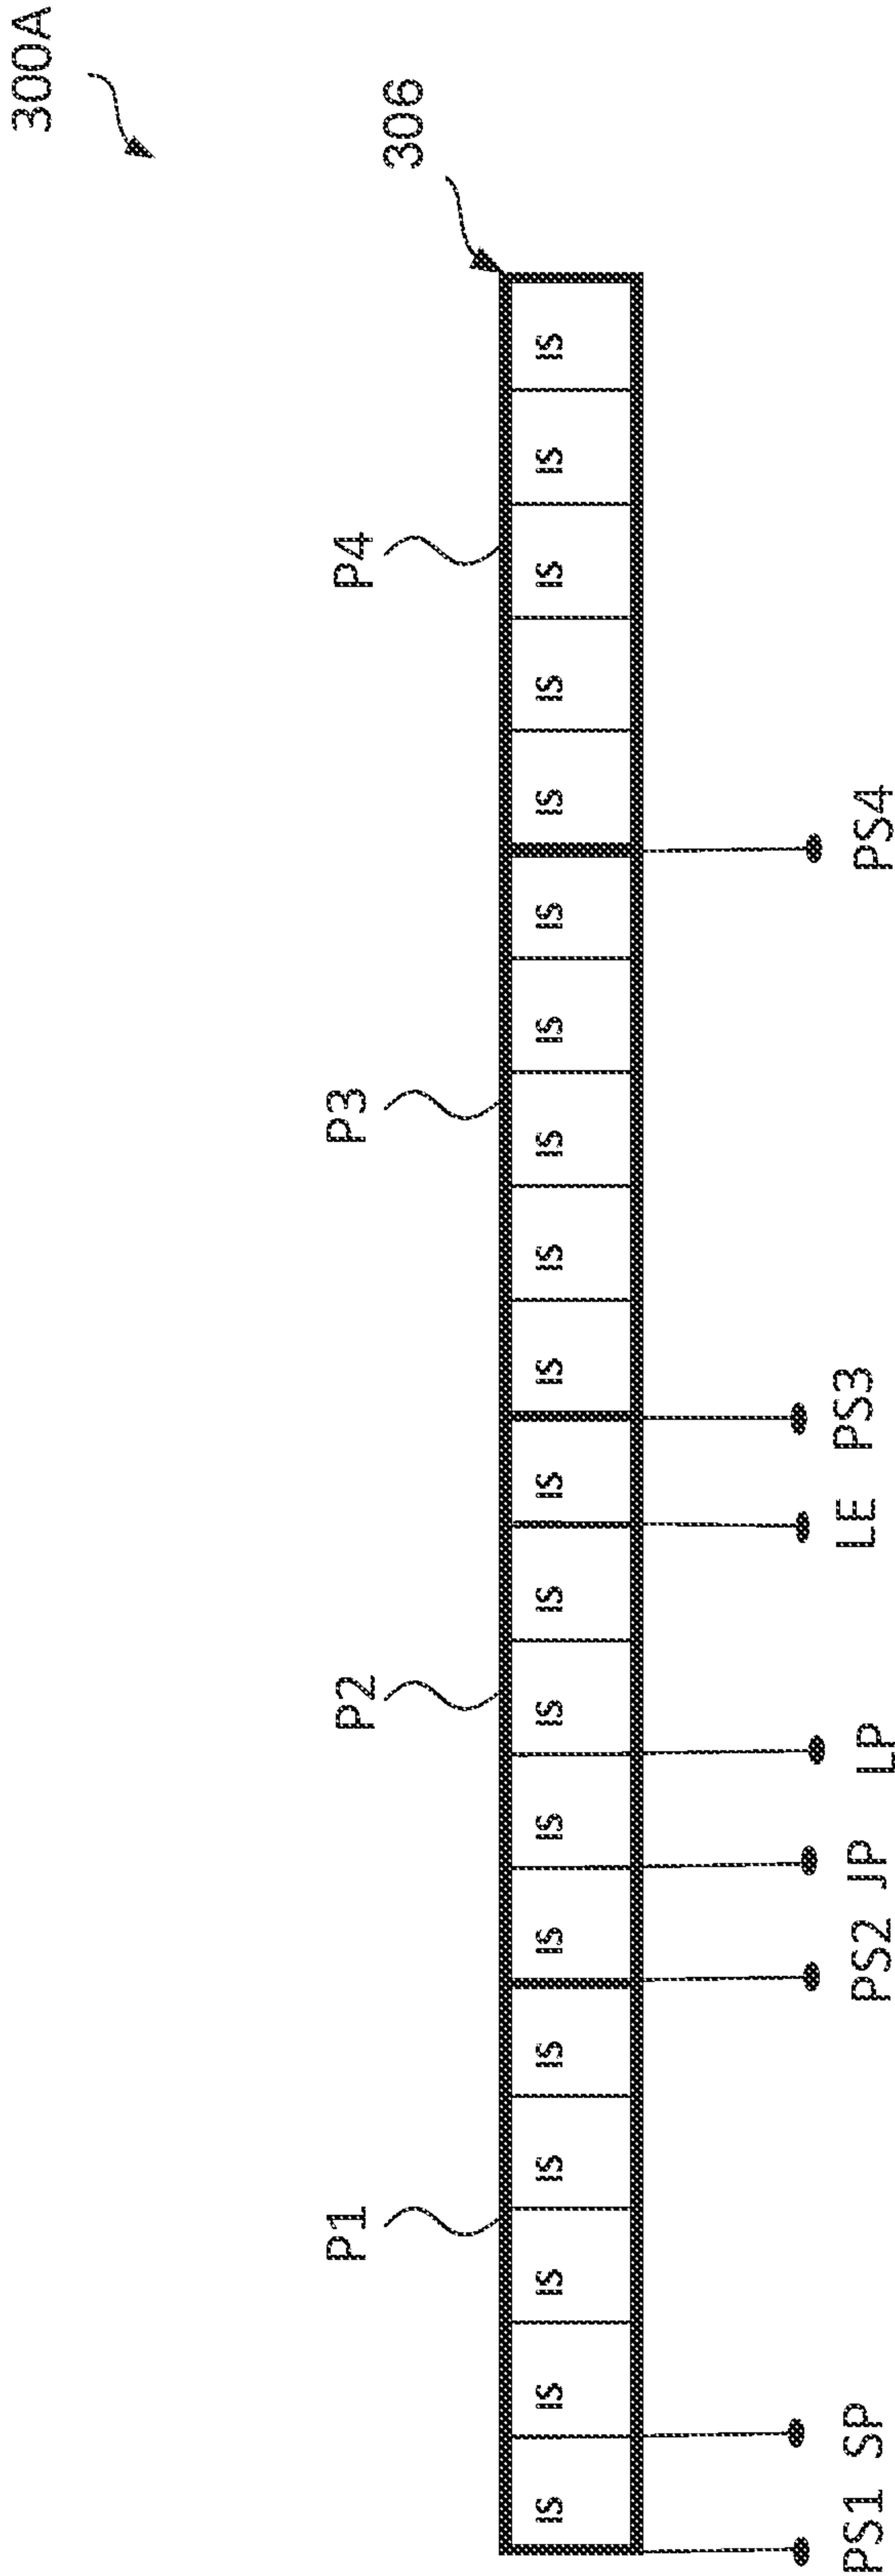 300A
306
P1 P2 P3 P4
IS IS IS IS IS IS IS IS IS IS IS IS IS IS IS IS IS IS IS IS
PS1 SP PS2 JP LP LE PS3 PS4